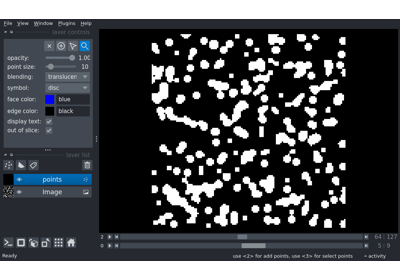 File View Window Plugins Help
layer controls
opacity: 1.00
point size: 10
blending: translucen
symbol: disc
face color: blue
edge color: black
display text:
out of slice:
layer list
points
Image
2 64 127
0 5 9
Ready use <2> for add points, use <3> for select points activity